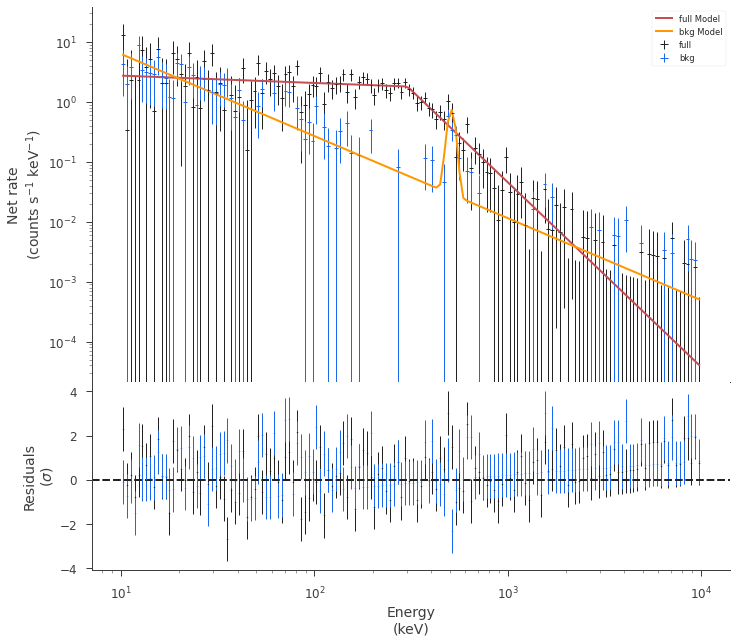 full Model
bkg Model
full
bkg
Net rate
(counts s⁻¹ keV⁻¹)
10¹
10⁰
10⁻¹
10⁻²
10⁻³
10⁻⁴
Residuals
(σ)
4
2
0
−2
−4
10¹ 10² 10³ 10⁴
Energy
(keV)